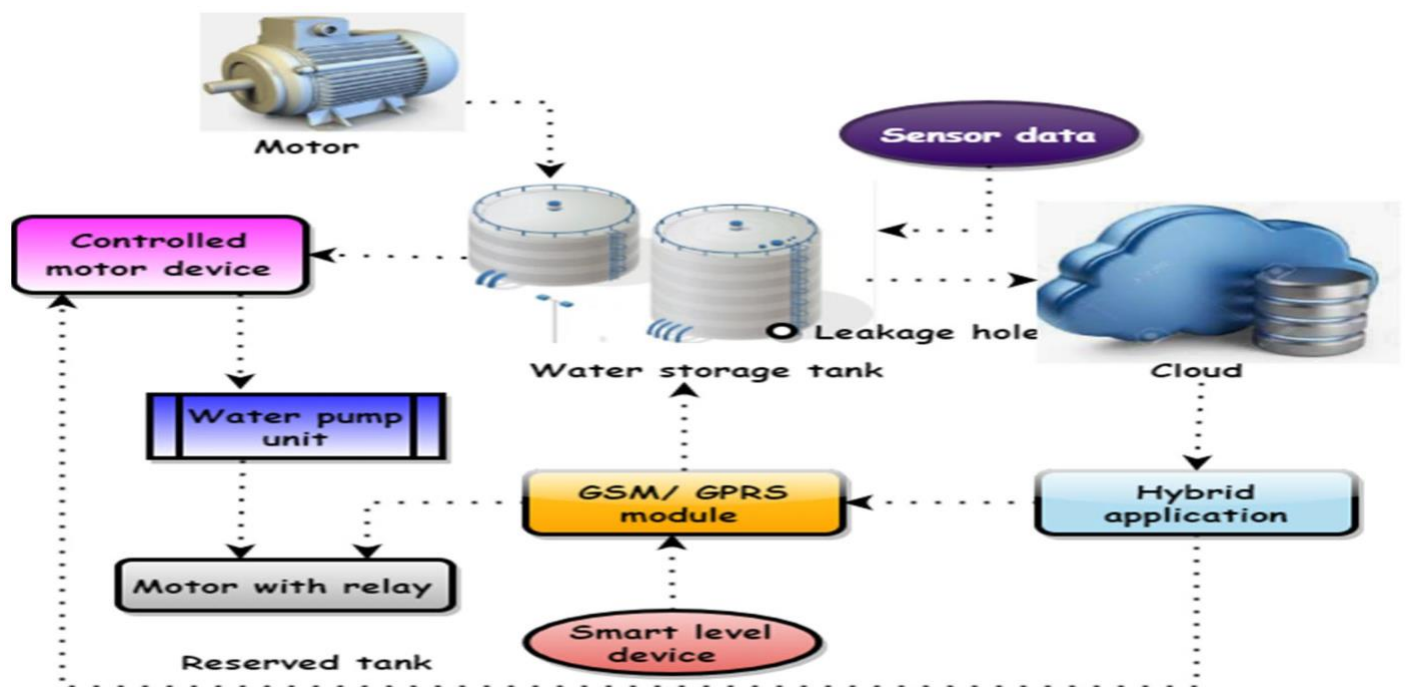 Motor
Sensor data
Controlled
motor device
Leakage hole
Water storage tank
Cloud
Water pump
unit
GSM/ GPRS
module
Hybrid
application
Motor with relay
Smart level
device
Reserved tank